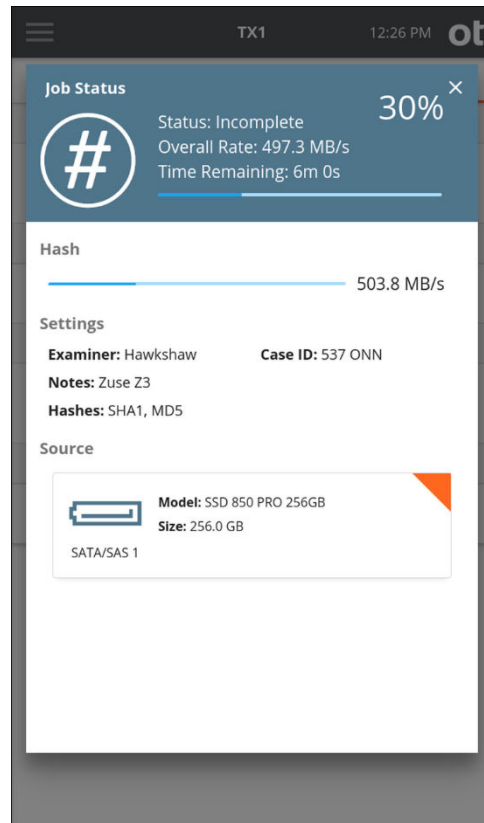 TX1
12:26 PM
ot
Job Status
30%
×
#
Status: Incomplete
Overall Rate: 497.3 MB/s
Time Remaining: 6m 0s
Hash
503.8 MB/s
Settings
Examiner: Hawkshaw Case ID: 537 ONN
Notes: Zuse Z3
Hashes: SHA1, MD5
Source
Model: SSD 850 PRO 256GB
Size: 256.0 GB
SATA/SAS 1